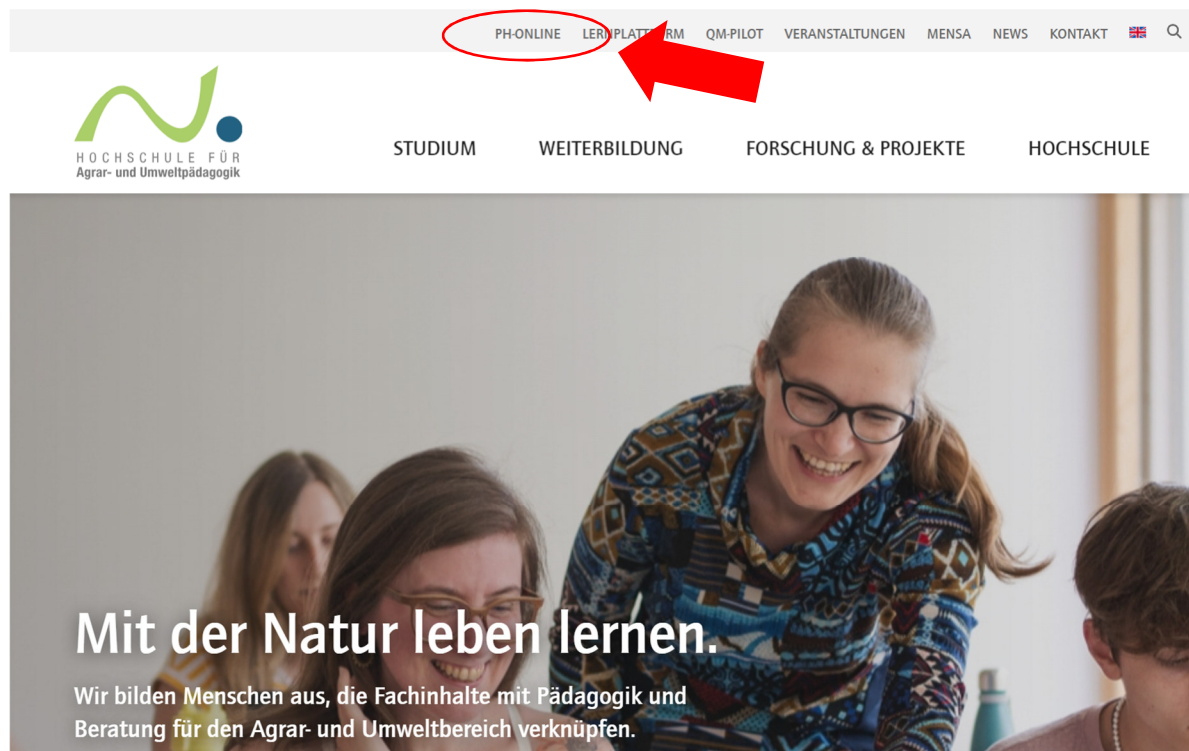 PH-ONLINE LERNPLATTFORM QM-PILOT VERANSTALTUNGEN MENSA NEWS KONTAKT
HOCHSCHULE FÜR
Agrar- und Umweltpädagogik
STUDIUM WEITERBILDUNG FORSCHUNG & PROJEKTE HOCHSCHULE
Mit der Natur leben lernen.
Wir bilden Menschen aus, die Fachinhalte mit Pädagogik und
Beratung für den Agrar- und Umweltbereich verknüpfen.